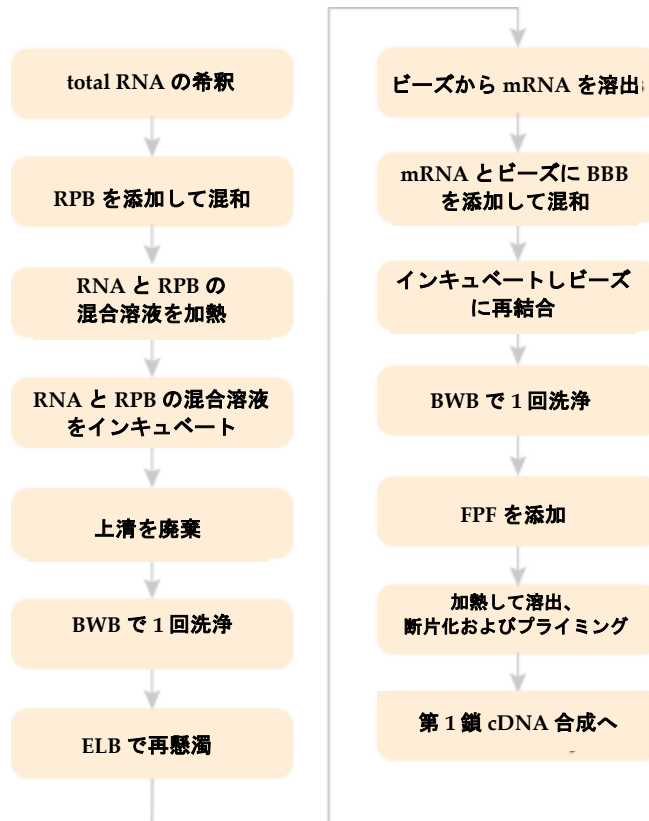 total RNA の希釈
RPB を添加して混和
RNA と RPB の
混合溶液を加熱
RNA と RPB の混合溶液
をインキュベート
上清を廃棄
BWB で 1 回洗浄
ELB で再懸濁
ビーズから mRNA を溶出
mRNA とビーズに BBB
を添加して混和
インキュベートしビーズ
に再結合
BWB で 1 回洗浄
FPF を添加
加熱して溶出、
断片化およびプライミング
第 1 鎖 cDNA 合成へ